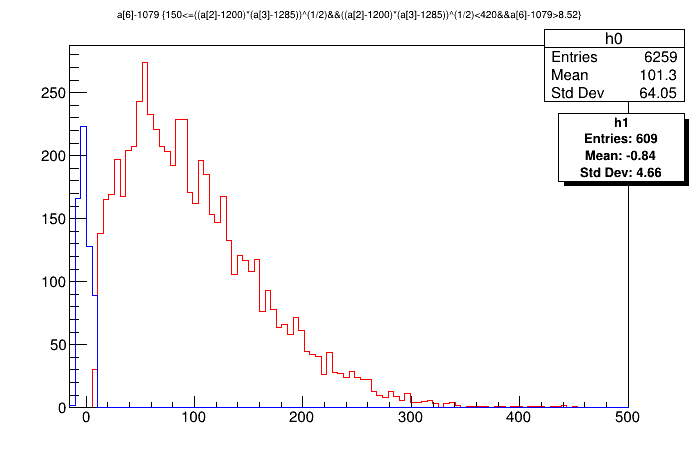 a[6]-1079 {150<=((a[2]-1200)*(a[3]-1285))^(1/2)&&((a[2]-1200)*(a[3]-1285))^(1/2)<420&&a[6]-1079>8.52}
h0
Entries 6259
Mean 101.3
Std Dev 64.05
h1
Entries: 609
Mean: -0.84
Std Dev: 4.66
250
200
150
100
50
0
0 100 200 300 400 500